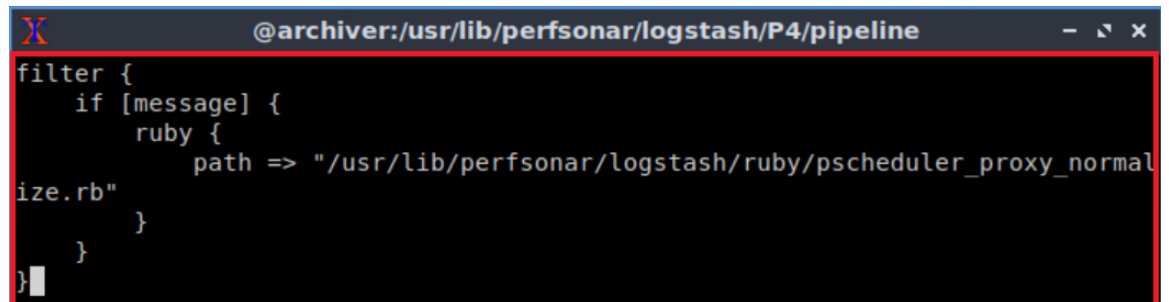 @archiver:/usr/lib/perfsonar/logstash/P4/pipeline
filter {
    if [message] {
        ruby {
            path => "/usr/lib/perfsonar/logstash/ruby/pscheduler_proxy_normal
ize.rb"
        }
    }
}